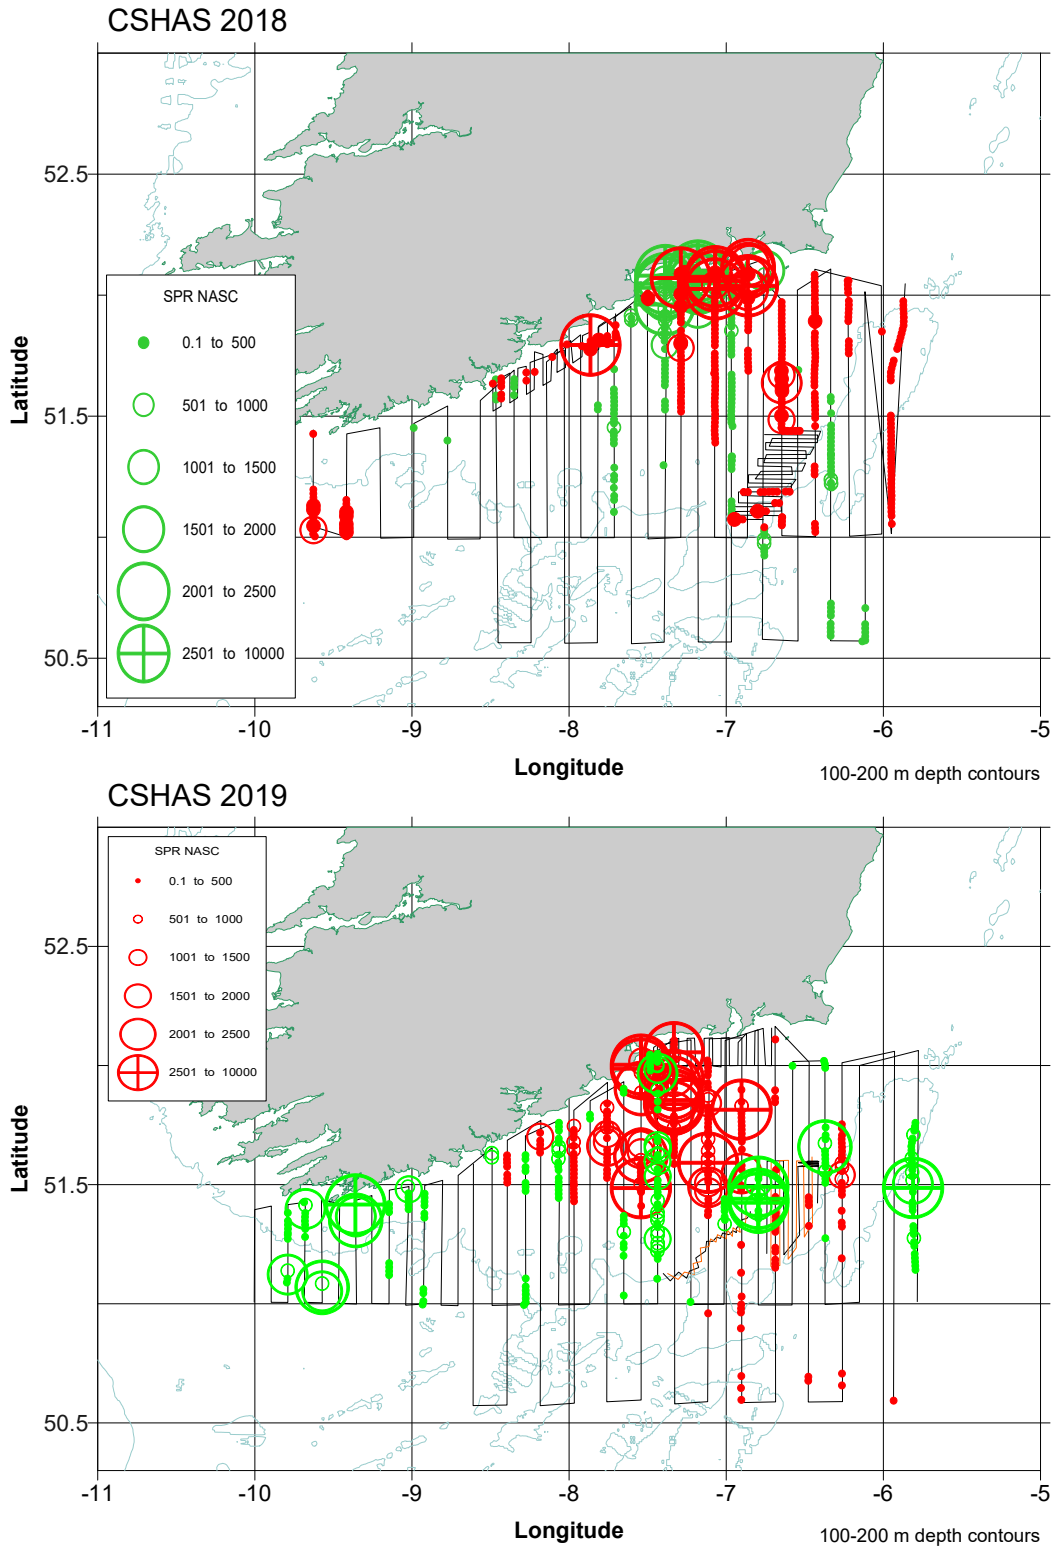 CSHAS 2018
52.5
SPR NASC
0.1 to 500
501 to 1000
1001 to 1500
1501 to 2000
2001 to 2500
2501 to 10000
Latitude
51.5
50.5
-11 -10 -9 -8 -7 -6 -5
Longitude
100-200 m depth contours
CSHAS 2019
SPR NASC
0.1 to 500
501 to 1000
1001 to 1500
1501 to 2000
2001 to 2500
2501 to 10000
52.5
Latitude
51.5
50.5
-11 -10 -9 -8 -7 -6 -5
Longitude
100-200 m depth contours